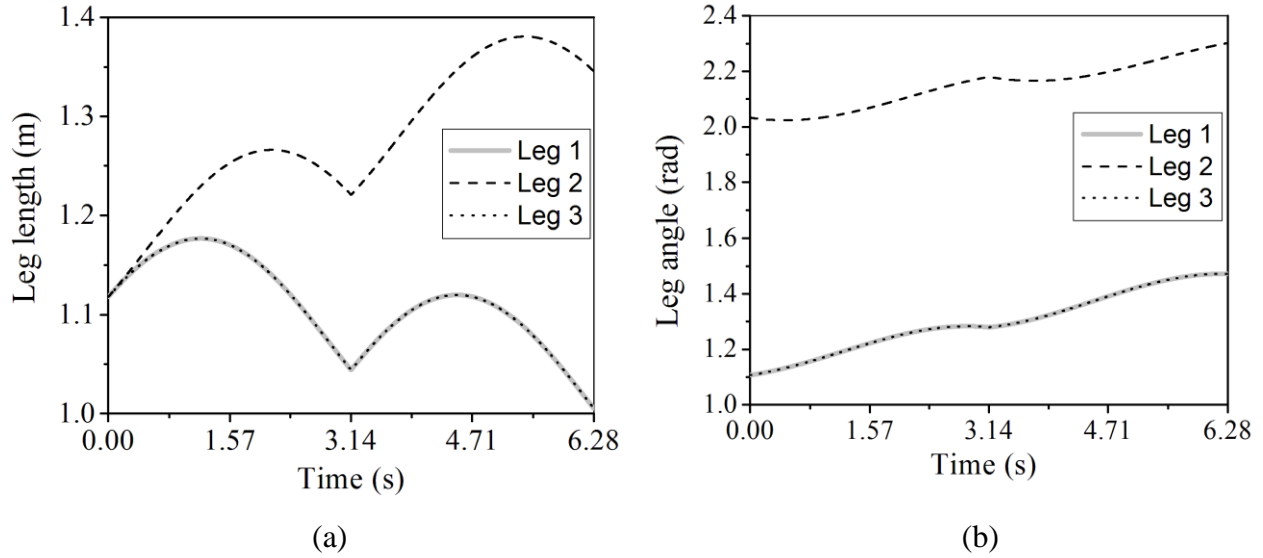 Leg length (m)
1.4
1.3
1.2
1.1
1.0
Leg 1
Leg 2
Leg 3
0.00 1.57 3.14 4.71 6.28
Time (s)
(a)
Leg angle (rad)
2.4
2.2
2.0
1.8
1.6
1.4
1.2
1.0
Leg 1
Leg 2
Leg 3
0.00 1.57 3.14 4.71 6.28
Time (s)
(b)